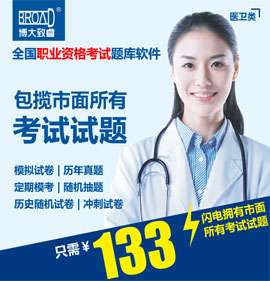 BROAD®
博大致睿
医卫类
全国职业资格考试题库软件
包揽市面所有
考试试题
模拟试卷 | 历年真题
定期模考 | 随机抽题
历史随机试卷 | 冲刺试卷
只需¥133
闪电拥有市面
所有考试试题